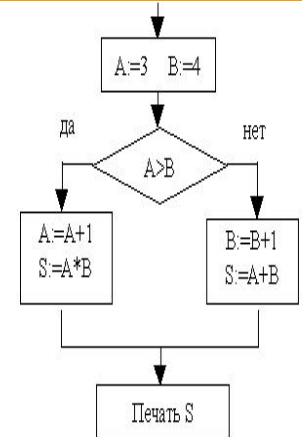 A:=3 B:=4
да
нет
A>B
A:=A+1
S:=A*B
B:=B+1
S:=A+B
Печать S